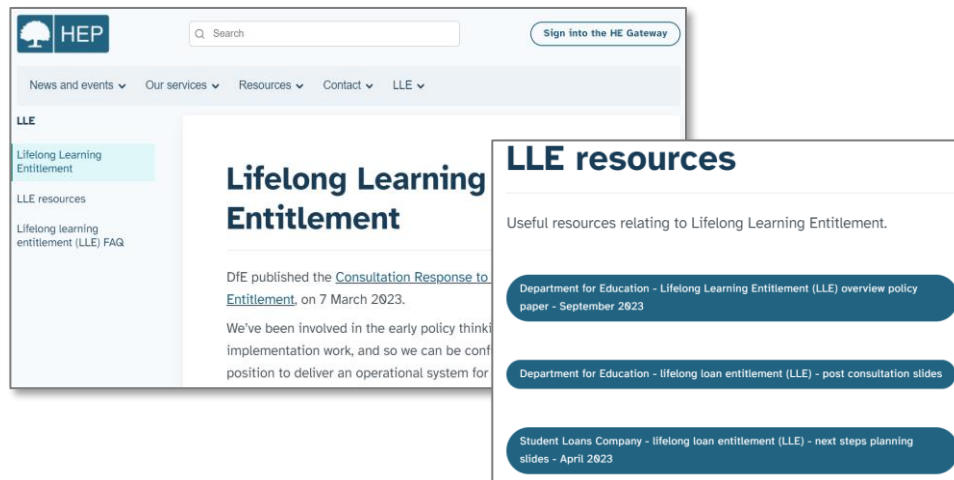 HEP
Search
Sign into the HE Gateway
News and events
Our services
Resources
Contact
LLE
LLE
Lifelong Learning
Entitlement
LLE resources
Lifelong learning
entitlement (LLE) FAQ
Lifelong Learning
Entitlement
DfE published the Consultation Response to
Entitlement, on 7 March 2023.
We've been involved in the early policy
implementation work, and so we can be
position to deliver an operational system for
LLE resources
Useful resources relating to Lifelong Learning Entitlement.
Department for Education - Lifelong Learning Entitlement (LLE) overview policy
paper - September 2023
Department for Education - lifelong loan entitlement (LLE) - post consultation slides
Student Loans Company - lifelong loan entitlement (LLE) - next steps planning
slides - April 2023